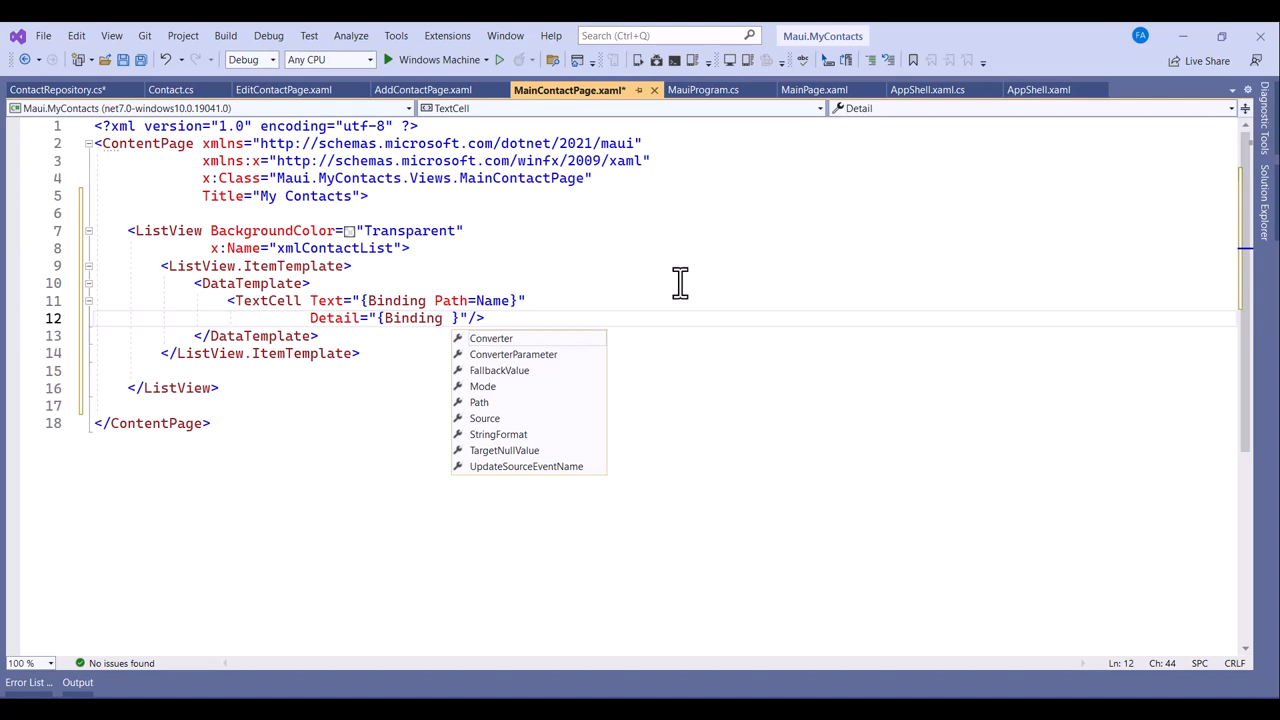 File Edit View Git Project Build Debug Test Analyze Tools Extensions Window Help Search (Ctrl+Q) Maui.MyContacts FA
Debug Any CPU Windows Machine Live Share
ContactRepository.cs* Contact.cs EditContactPage.xaml AddContactPage.xaml MainContactPage.xaml* MauiProgram.cs MainPage.xaml AppShell.xaml.cs AppShell.xaml
Maui.MyContacts (net7.0-windows10.0.19041.0) TextCell Detail
1 <?xml version="1.0" encoding="utf-8" ?>
2 <ContentPage xmlns="http://schemas.microsoft.com/dotnet/2021/maui"
3 xmlns:x="http://schemas.microsoft.com/winfx/2009/xaml"
4 x:Class="Maui.MyContacts.Views.MainContactPage"
5 Title="My Contacts">
6
7 <ListView BackgroundColor="Transparent"
8 x:Name="xmlContactList">
9 <ListView.ItemTemplate>
10 <DataTemplate>
11 <TextCell Text="{Binding Path=Name}"
12 Detail="{Binding }"/>
13 </DataTemplate>
14 </ListView.ItemTemplate>
15
16 </ListView>
17
18 </ContentPage>
Converter
ConverterParameter
FallbackValue
Mode
Path
Source
StringFormat
TargetNullValue
UpdateSourceEventName
Diagnostic Tools
Solution Explorer
100 % No issues found Ln: 12 Ch: 44 SPC CRLF
Error List ... Output